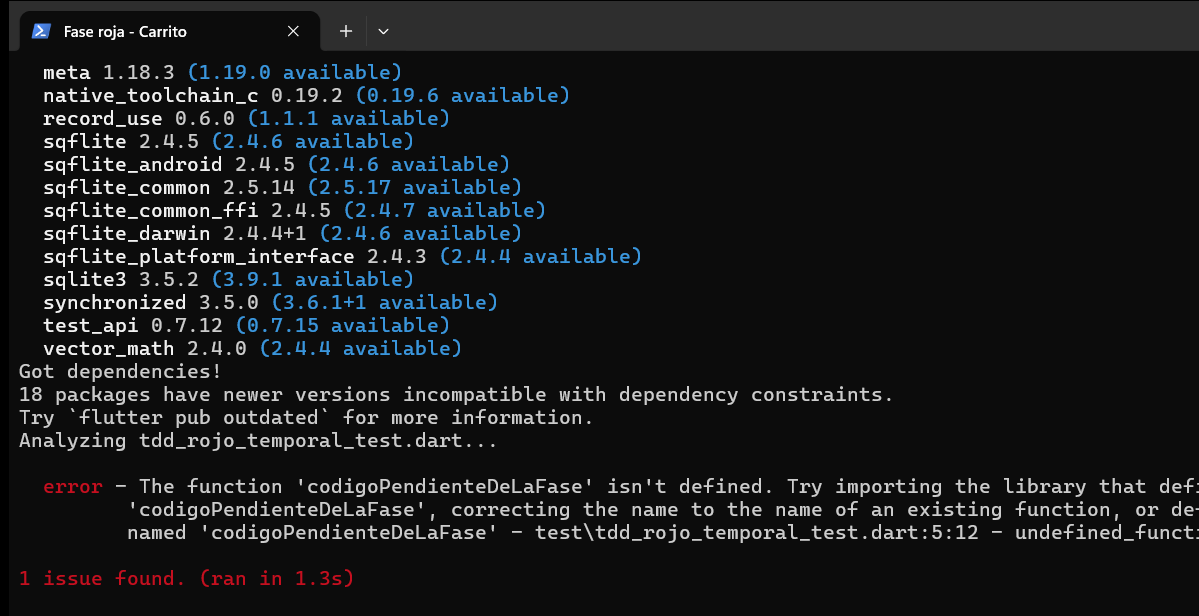 Fase roja - Carrito
meta 1.18.3 (1.19.0 available)
native_toolchain_c 0.19.2 (0.19.6 available)
record_use 0.6.0 (1.1.1 available)
sqflite 2.4.5 (2.4.6 available)
sqflite_android 2.4.5 (2.4.6 available)
sqflite_common 2.5.14 (2.5.17 available)
sqflite_common_ffi 2.4.5 (2.4.7 available)
sqflite_darwin 2.4.4+1 (2.4.6 available)
sqflite_platform_interface 2.4.3 (2.4.4 available)
sqlite3 3.5.2 (3.9.1 available)
synchronized 3.5.0 (3.6.1+1 available)
test_api 0.7.12 (0.7.15 available)
vector_math 2.4.0 (2.4.4 available)
Got dependencies!
18 packages have newer versions incompatible with dependency constraints.
Try `flutter pub outdated` for more information.
Analyzing tdd_rojo_temporal_test.dart...
error - The function 'codigoPendienteDeLaFase' isn't defined. Try importing the library that defi
'codigoPendienteDeLaFase', correcting the name to the name of an existing function, or de
named 'codigoPendienteDeLaFase' - test\tdd_rojo_temporal_test.dart:5:12 - undefined_functi
1 issue found. (ran in 1.3s)